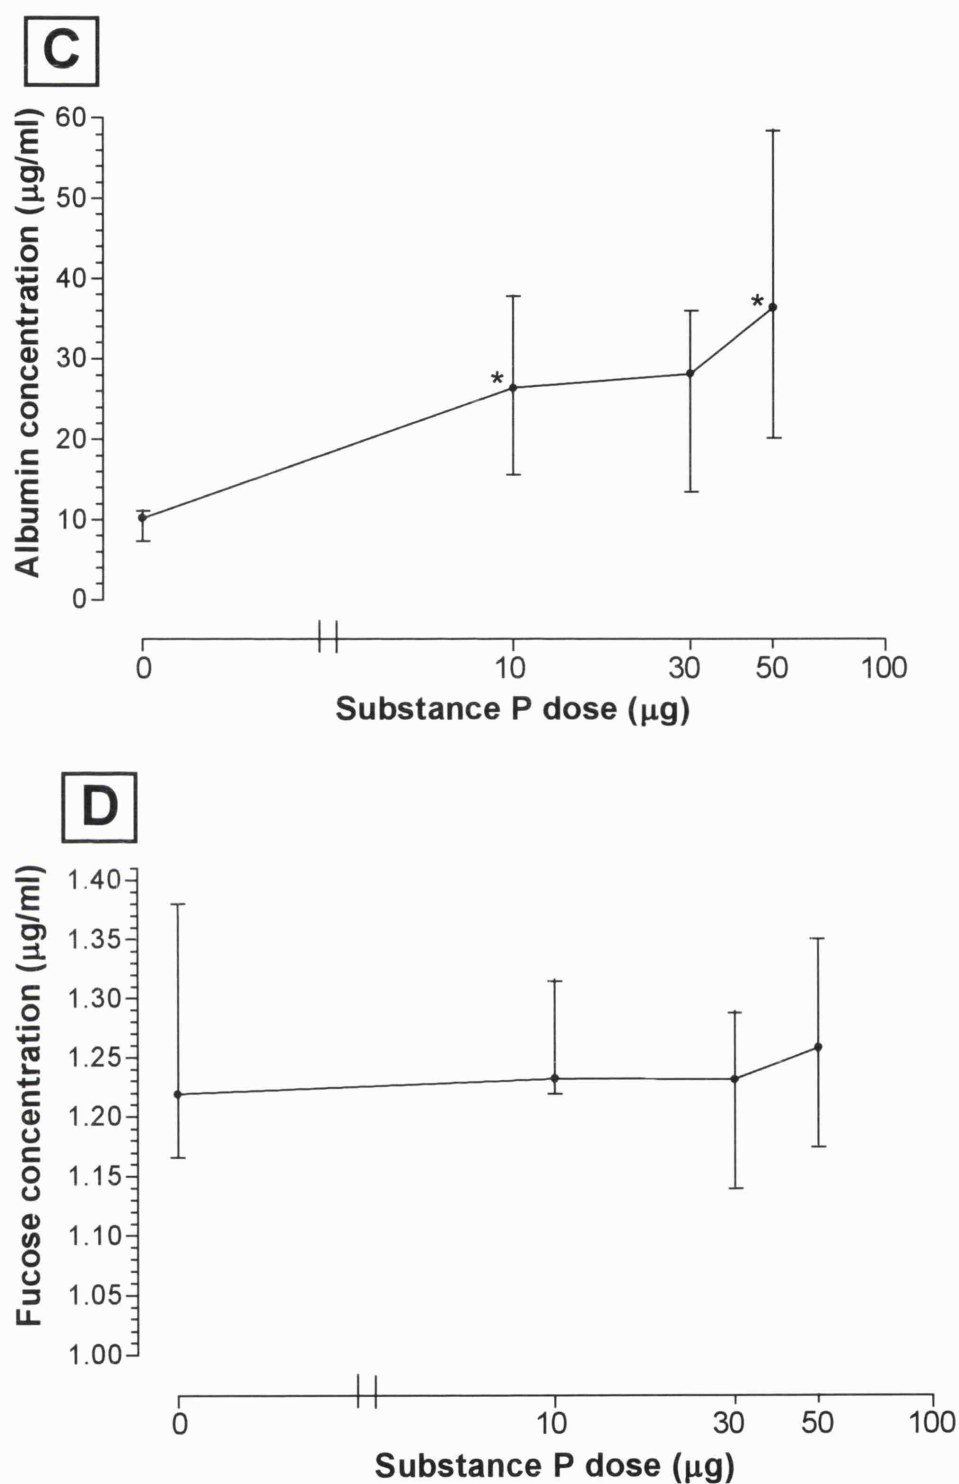 C
Albumin concentration (μg/ml)
60
50
40
30
20
10
0
*
*
0 10 30 50 100
Substance P dose (μg)
D
Fucose concentration (μg/ml)
1.40
1.35
1.30
1.25
1.20
1.15
1.10
1.05
1.00
0 10 30 50 100
Substance P dose (μg)